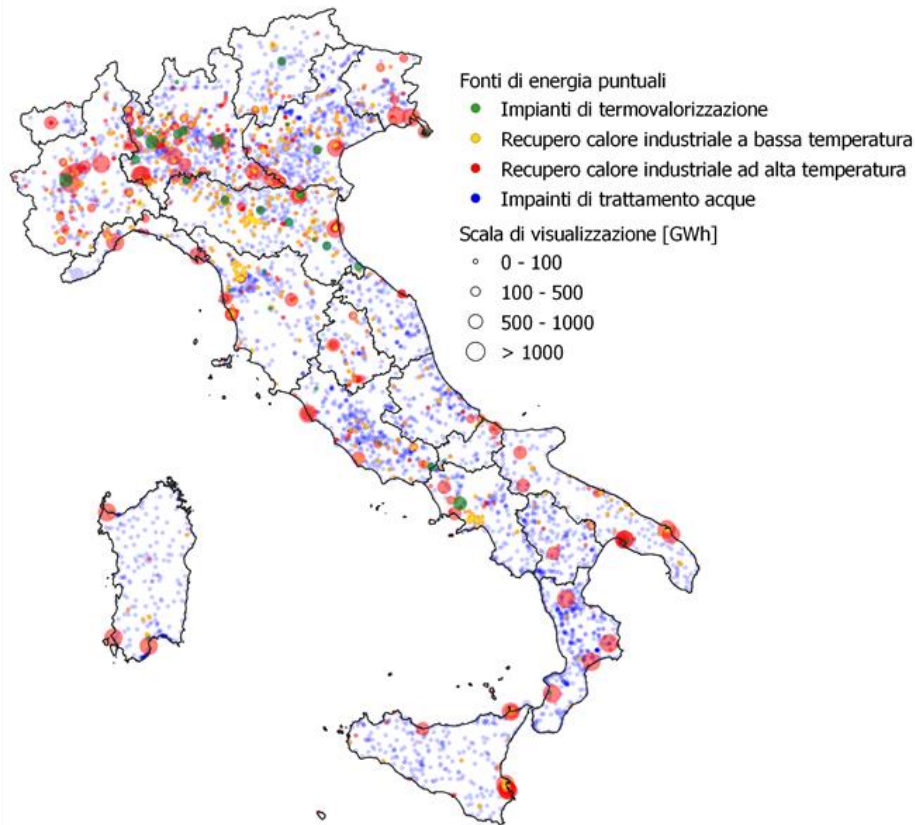 Fonti di energia puntuali
Impianti di termovalorizzazione
Recupero calore industriale a bassa temperatura
Recupero calore industriale ad alta temperatura
Impainti di trattamento acque
Scala di visualizzazione [GWh]
0 - 100
100 - 500
500 - 1000
> 1000